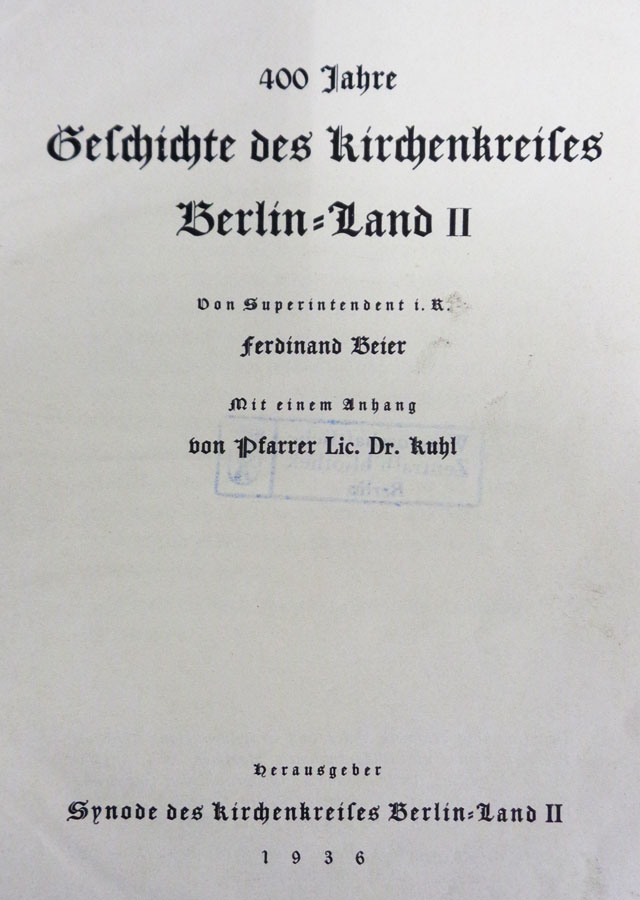 400 Jahre
Geſchichte des Kirchenkreiſes
Berlin=Land II
Von Superintendent i. R.
Ferdinand Beier
Mit einem Anhang
von Pfarrer Lic. Dr. Kuhl
Berlin
Herausgeber
Synode des Kirchenkreiſes Berlin=Land II
1936